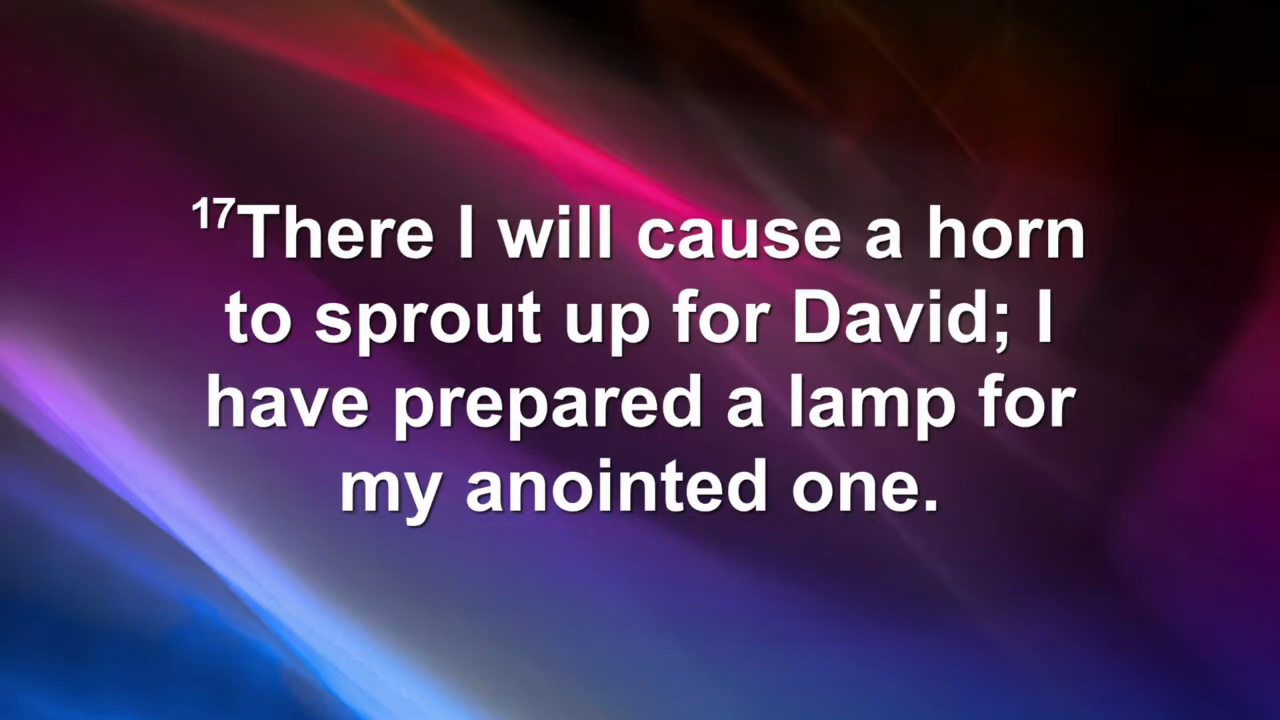 17There I will cause a horn
to sprout up for David; I
have prepared a lamp for
my anointed one.